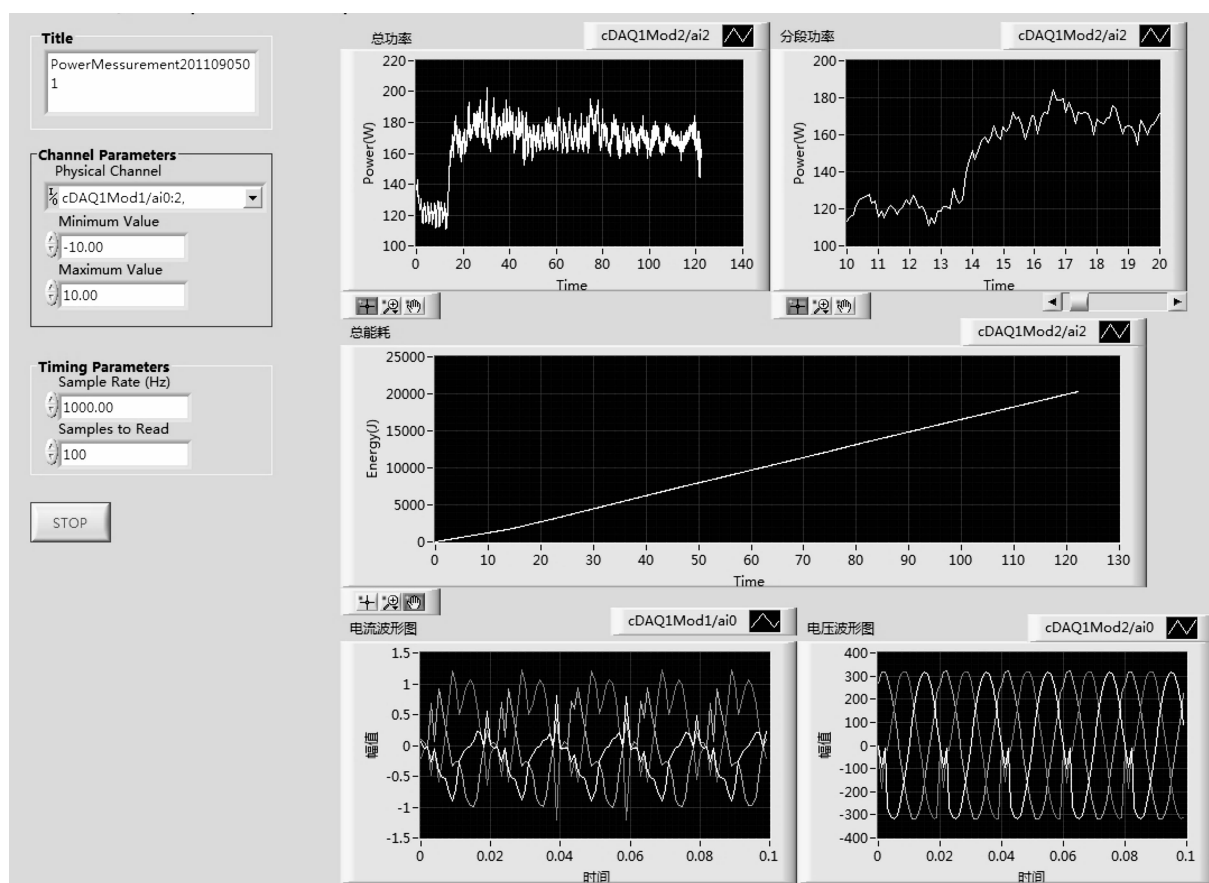 Title
PowerMessurement201109050
1
Channel Parameters
Physical Channel
cDAQ1Mod1/ai0:2,
Minimum Value
-10.00
Maximum Value
10.00
Timing Parameters
Sample Rate (Hz)
1000.00
Samples to Read
100
STOP
总功率
cDAQ1Mod2/ai2
220
200
180
160
140
120
100
Power(W)
0 20 40 60 80 100 120 140
Time
分段功率
cDAQ1Mod2/ai2
200
180
160
140
120
100
Power(W)
10 11 12 13 14 15 16 17 18 19 20
Time
总能耗
cDAQ1Mod2/ai2
25000
20000
15000
10000
5000
0
Energy(J)
0 10 20 30 40 50 60 70 80 90 100 110 120 130
Time
电流波形图
cDAQ1Mod1/ai0
1.5
1
0.5
0
-0.5
-1
-1.5
幅值
0 0.02 0.04 0.06 0.08 0.1
时间
电压波形图
cDAQ1Mod2/ai0
400
300
200
100
0
-100
-200
-300
-400
幅值
0 0.02 0.04 0.06 0.08 0.1
时间